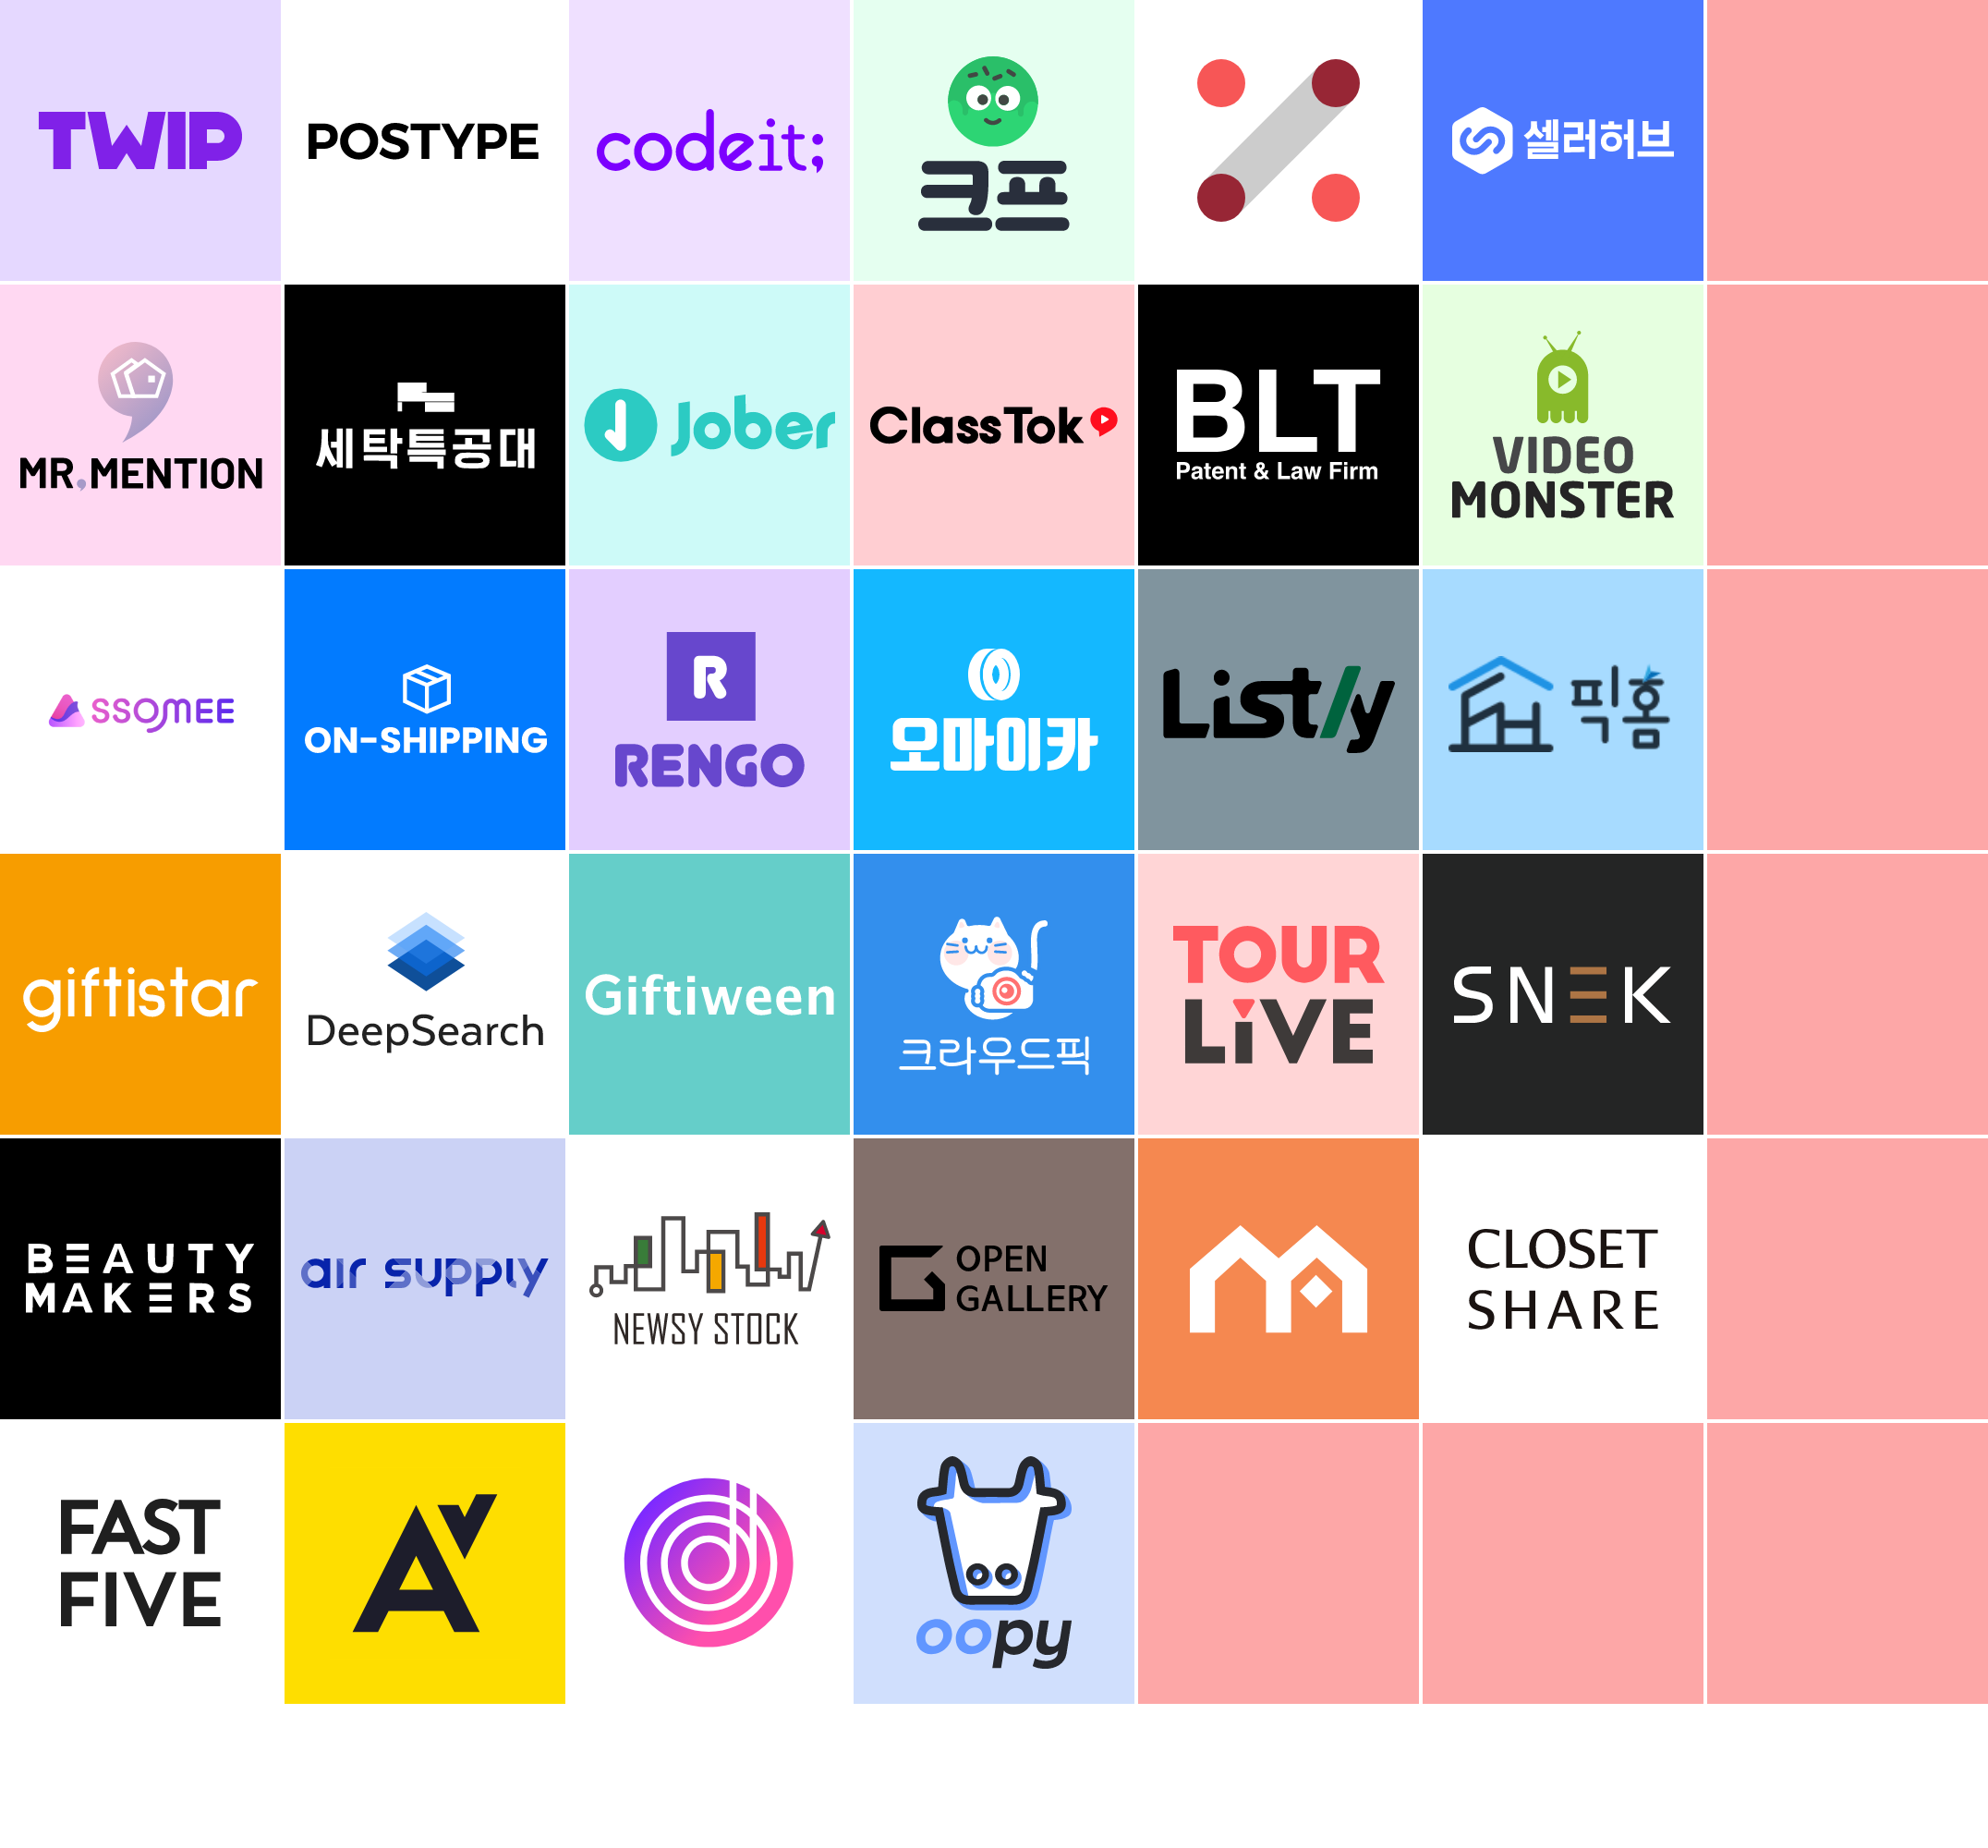 TWIP
POSTYPE
codeit;
크프
셀러허브
MR.MENTION
세탁특공대
Jober
ClassTok
BLT
Patent & Law Firm
VIDEO
MONSTER
SSOMEE
ON-SHIPPING
R
RENGO
오마이카
Listly
픽홈
giftistar
DeepSearch
Giftiween
크라우드픽
TOUR
LIVE
SNEK
BEAUTY
MAKERS
air supply
NEWSY STOCK
OPEN
GALLERY
CLOSET
SHARE
FAST
FIVE
oopy